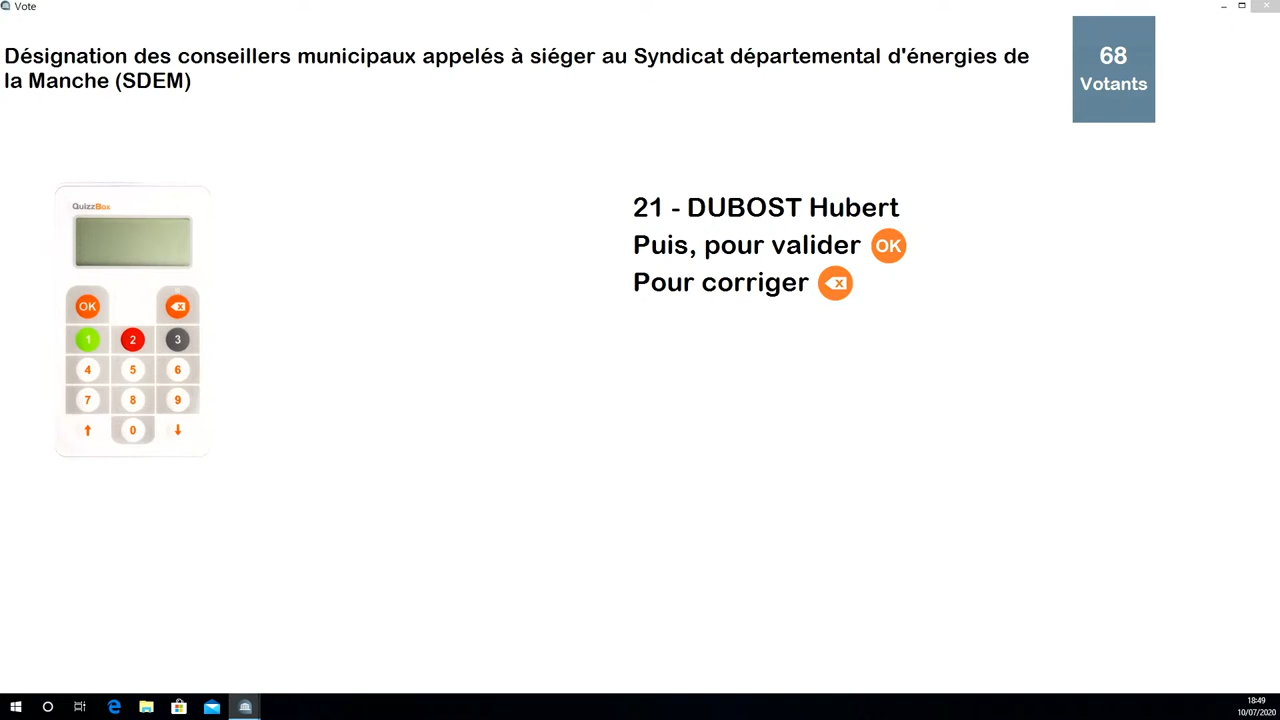 Vote
Désignation des conseillers municipaux appelés à siéger au Syndicat départemental d'énergies de
la Manche (SDEM)
68
Votants
QuizzBox
OK
1 2 3
4 5 6
7 8 9
0
21 - DUBOST Hubert
Puis, pour valider OK
Pour corriger
18:49
10/07/2020